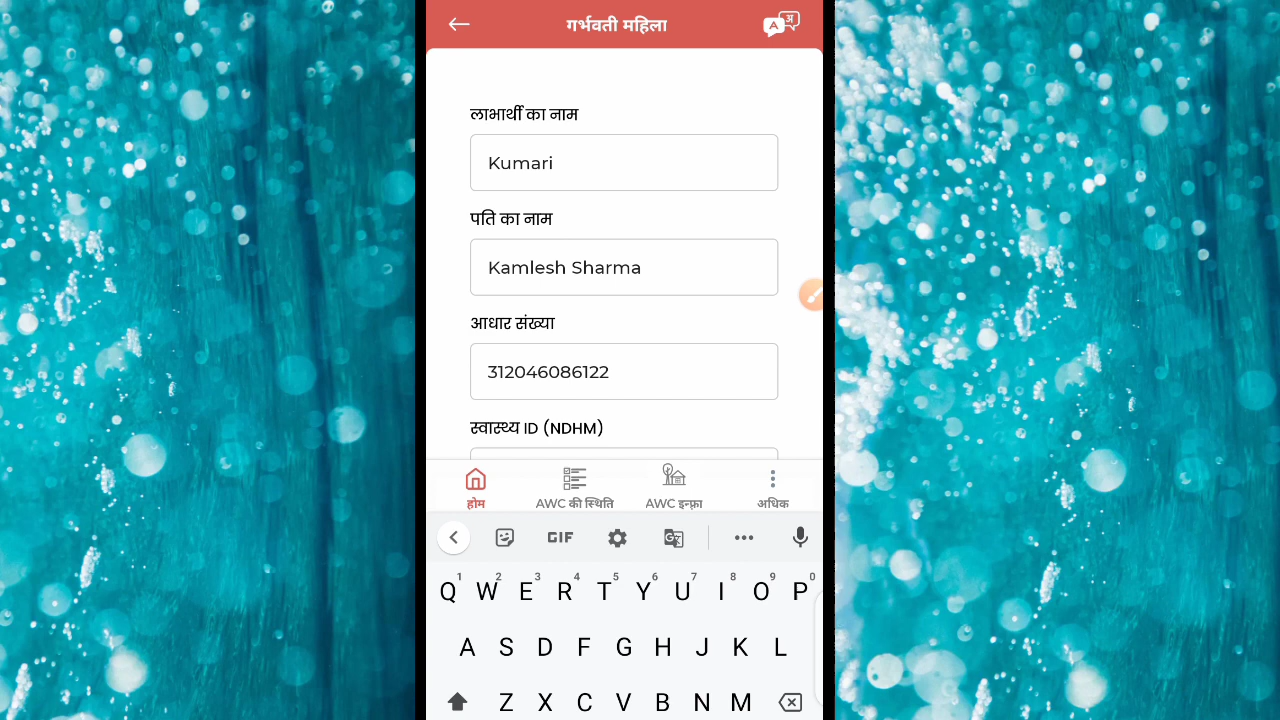 गर्भवती महिला
A अ
लाभार्थी का नाम
Kumari
पति का नाम
Kamlesh Sharma
आधार संख्या
312046086122
स्वास्थ्य ID (NDHM)
होम AWC की स्थिति AWC इन्फ्रा अधिक
GIF G
1 2 3 4 5 6 7 8 9 0
Q W E R T Y U I O P
A S D F G H J K L
Z X C V B N M